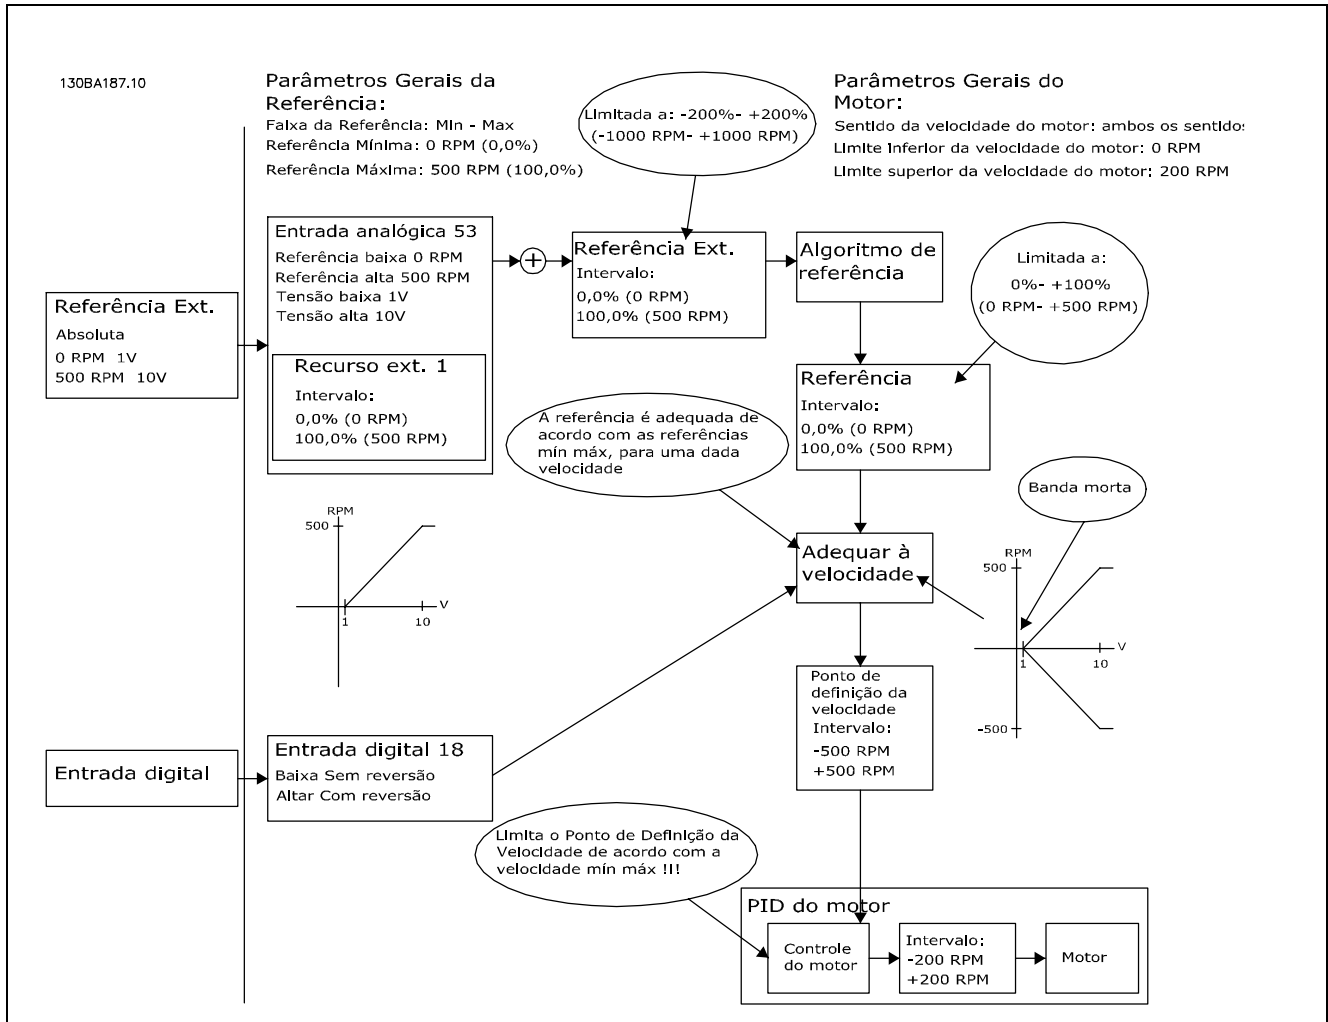 130BA187.10
Parâmetros Gerais da
Referência:
Faixa da Referência: Min - Max
Referência Mínima: 0 RPM (0,0%)
Referência Máxima: 500 RPM (100,0%)
Limitada a: -200%- +200%
(-1000 RPM- +1000 RPM)
Parâmetros Gerais do
Motor:
Sentido da velocidade do motor: ambos os sentidos
Limite inferior da velocidade do motor: 0 RPM
Limite superior da velocidade do motor: 200 RPM
Referência Ext.
Absoluta
0 RPM 1V
500 RPM 10V
Entrada analógica 53
Referência baixa 0 RPM
Referência alta 500 RPM
Tensão baixa 1V
Tensão alta 10V
Recurso ext. 1
Intervalo:
0,0% (0 RPM)
100,0% (500 RPM)
+
Referência Ext.
Intervalo:
0,0% (0 RPM)
100,0% (500 RPM)
Algoritmo de
referência
Limitada a:
0%- +100%
(0 RPM- +500 RPM)
Referência
Intervalo:
0,0% (0 RPM)
100,0% (500 RPM)
A referência é adequada de
acordo com as referências
mín máx, para uma dada
velocidade
Banda morta
RPM
500
V
1
10
Adequar à
velocidade
RPM
500
V
1
10
-500
Ponto de
definição da
velocidade
Intervalo:
-500 RPM
+500 RPM
Entrada digital
Entrada digital 18
Baixa Sem reversão
Altar Com reversão
Limita o Ponto de Definição da
Velocidade de acordo com a
velocidade mín máx !!!
PID do motor
Controle
do motor
Intervalo:
-200 RPM
+200 RPM
Motor